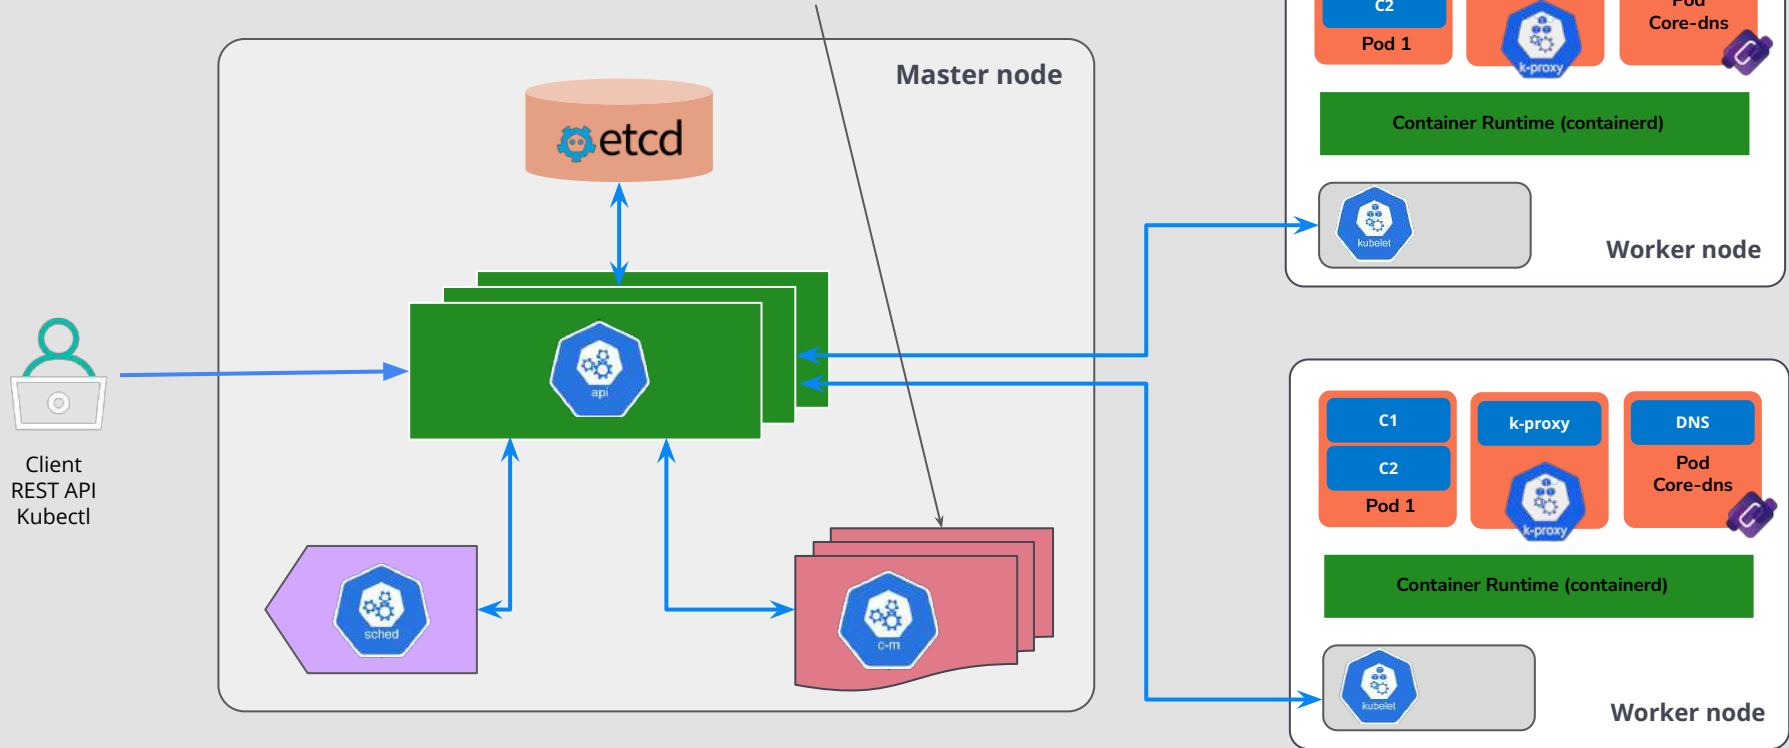 Master node
etcd
api
sched
c-m
Client
REST API
Kubectl
C2
Pod 1
k-proxy
Pod
Core-dns
Container Runtime (containerd)
kubelet
Worker node
C1
C2
Pod 1
k-proxy
k-proxy
DNS
Pod
Core-dns
Container Runtime (containerd)
kubelet
Worker node